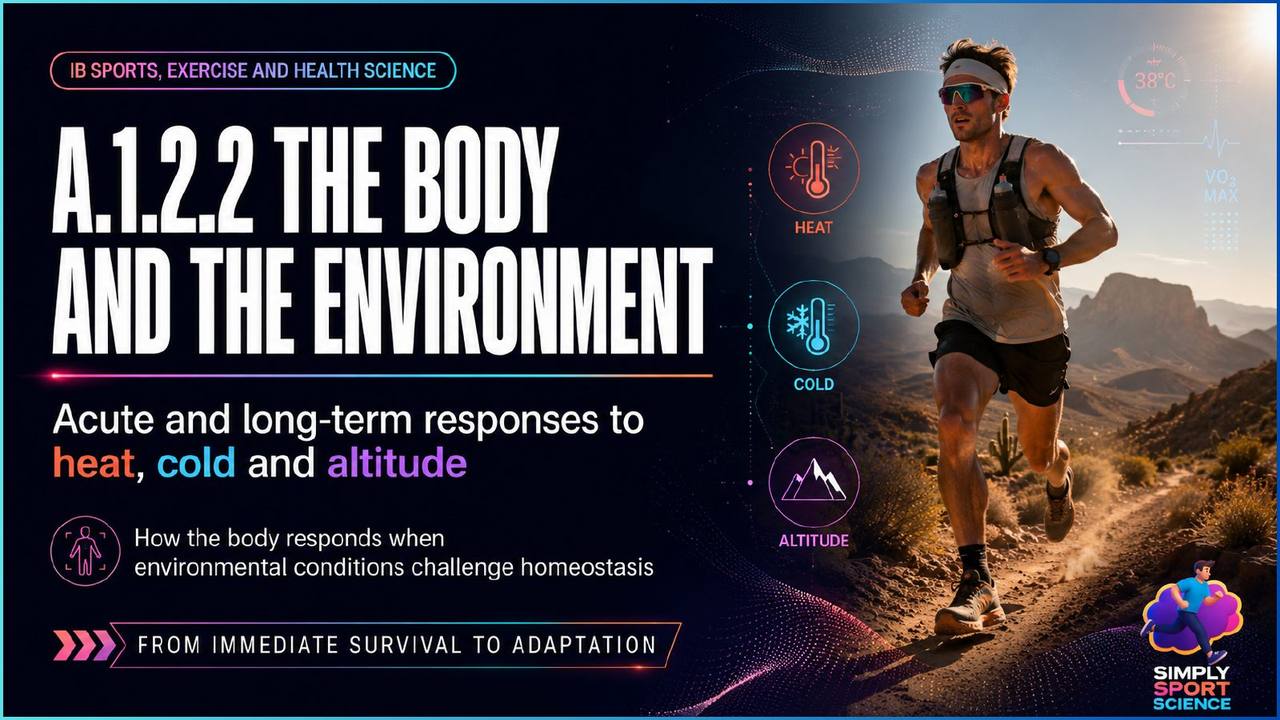 IB SPORTS, EXERCISE AND HEALTH SCIENCE
A.1.2.2 THE BODY
AND THE ENVIRONMENT
Acute and long-term responses to
heat, cold and altitude
How the body responds when
environmental conditions challenge homeostasis
FROM IMMEDIATE SURVIVAL TO ADAPTATION
HEAT
COLD
ALTITUDE
38°C
VO₂
MAX
SIMPLY
SPORT
SCIENCE